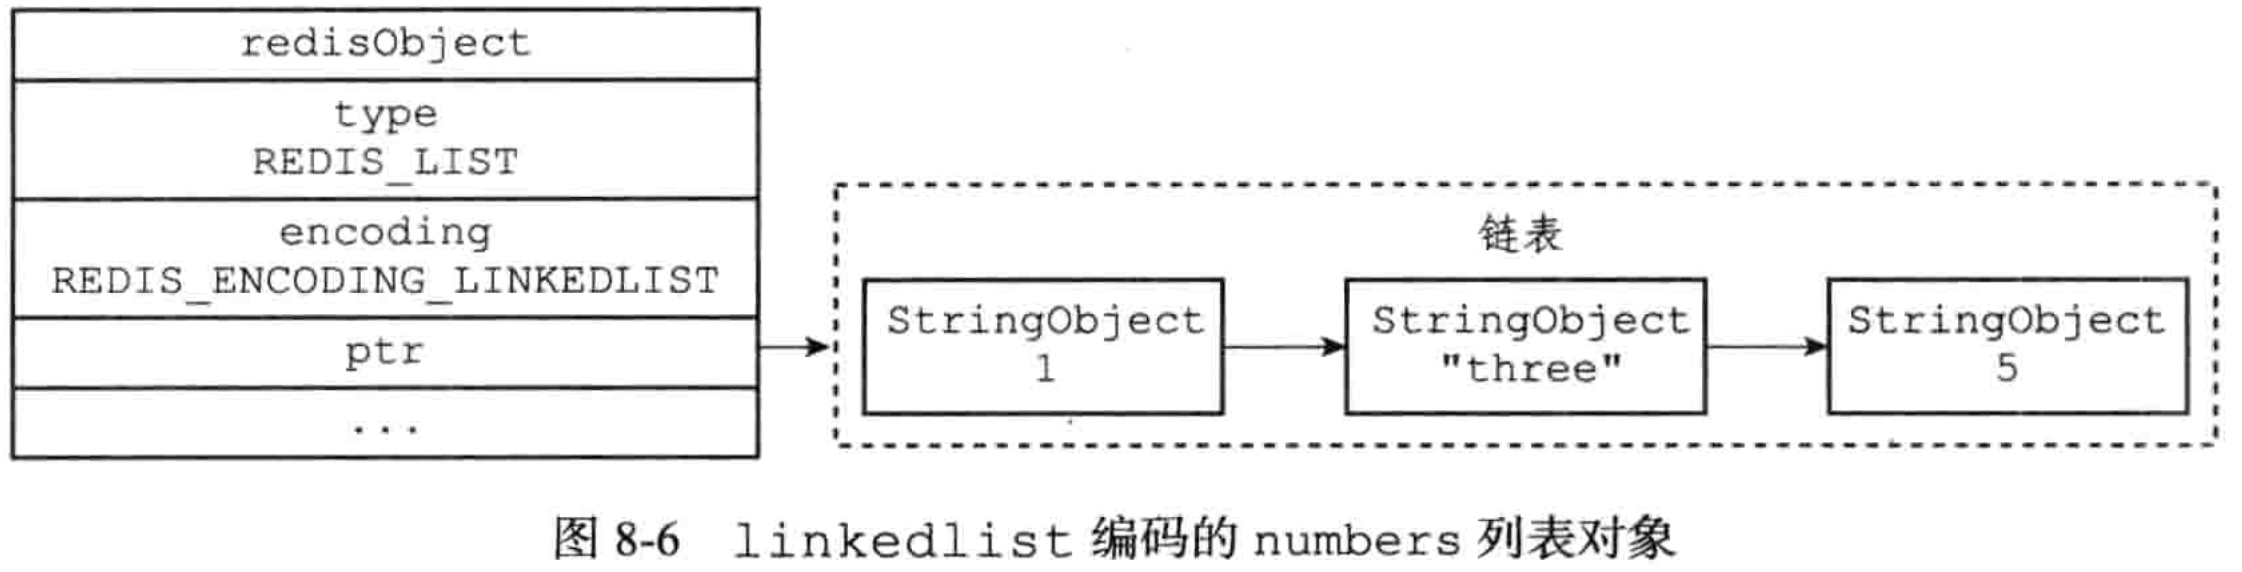 redisObject
type
REDIS_LIST
encoding
REDIS_ENCODING_LINKEDLIST
ptr
...
链表
StringObject
1
StringObject
"three"
StringObject
5
图 8-6 linkedlist 编码的 numbers 列表对象